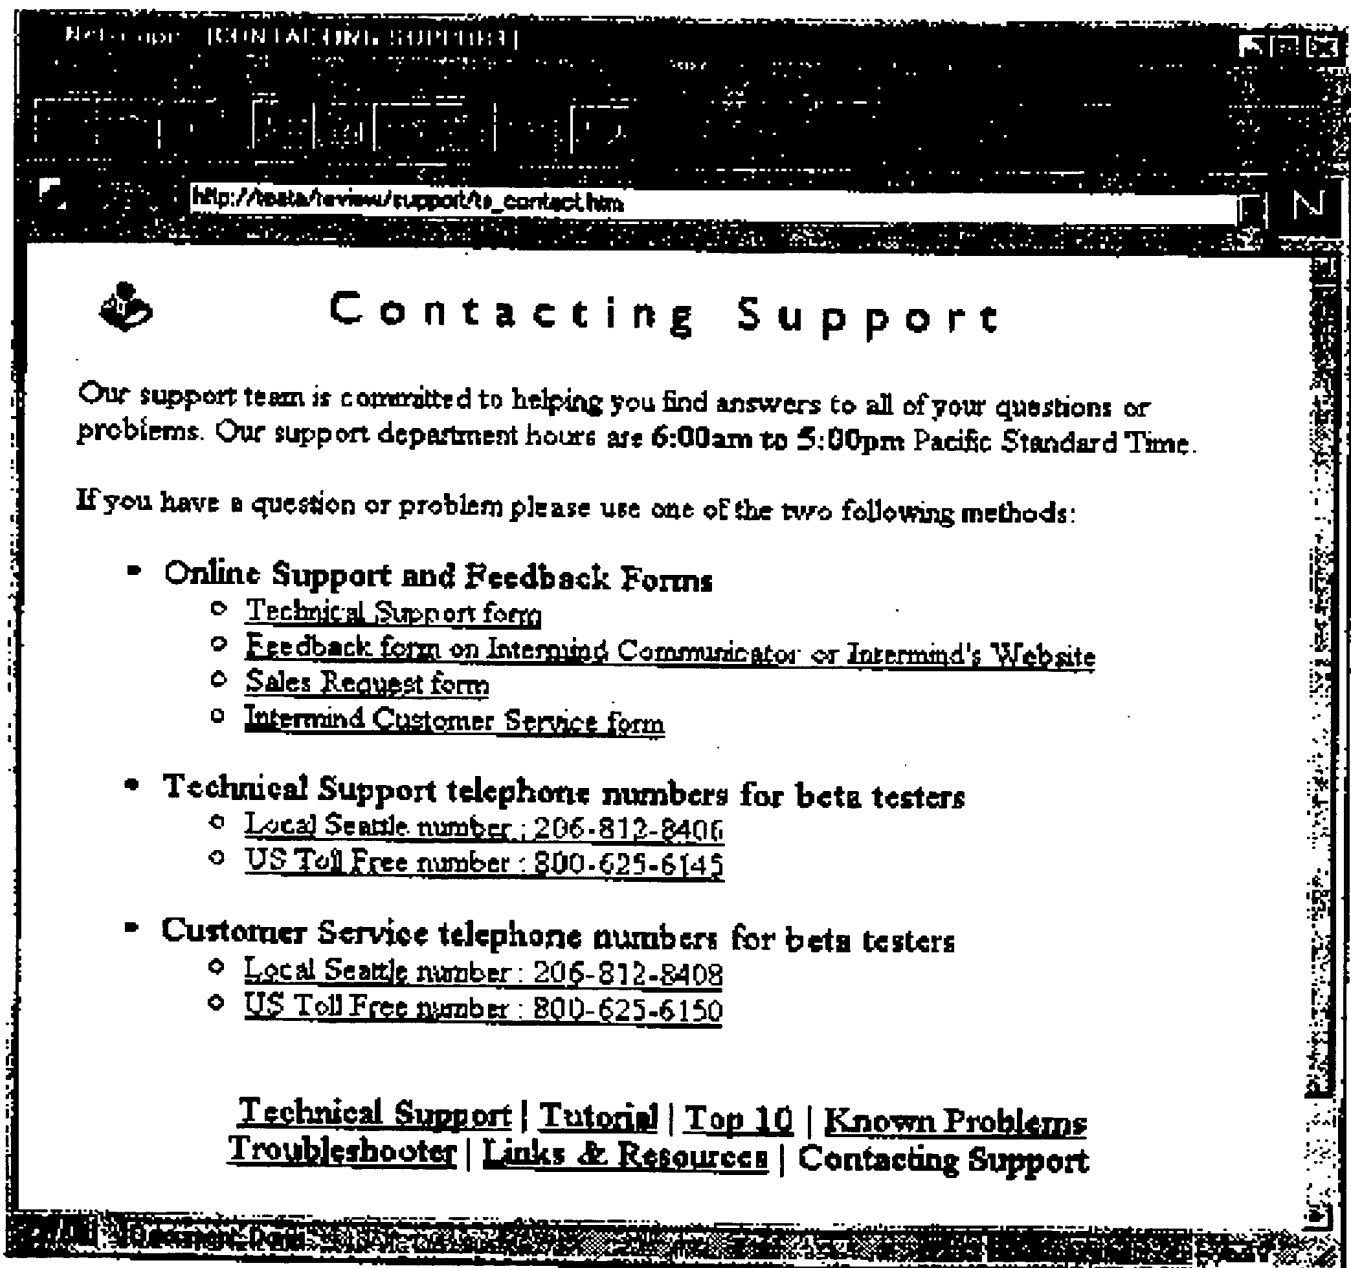 Netscape - [CONTACTING SUPPORT]
N
Contacting Support
Our support team is committed to helping you find answers to all of your questions or
problems. Our support department hours are 6:00am to 5:00pm Pacific Standard Time.
If you have a question or problem please use one of the two following methods:
Online Support and Feedback Forms
Technical Support form
Feedback form on Intermind Communicator or Intermind's Website
Sales Request form
Intermind Customer Service form
Technical Support telephone numbers for beta testers
Local Seattle number : 206-812-8406
US Toll Free number : 800-625-6145
Customer Service telephone numbers for beta testers
Local Seattle number : 206-812-8408
US Toll Free number : 800-625-6150
Technical Support | Tutorial | Top 10 | Known Problems
Troubleshooter | Links & Resources | Contacting Support
Document: Done